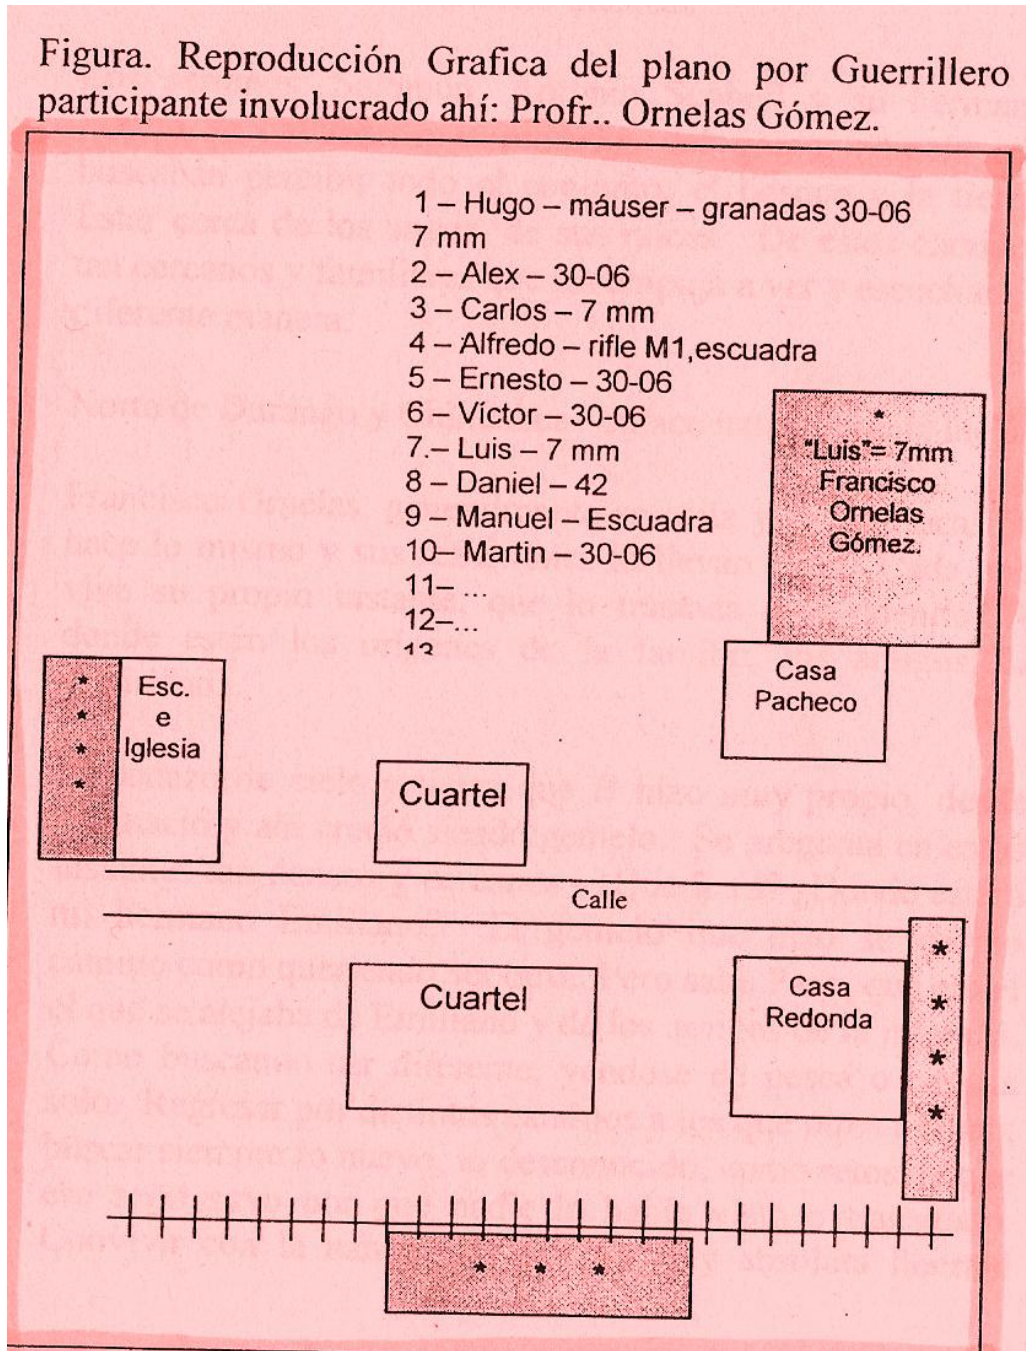 Figura. Reproducción Grafica del plano por Guerrillero
participante involucrado ahí: Profr.. Ornelas Gómez.
1 – Hugo – máuser – granadas 30-06
7 mm
2 – Alex – 30-06
3 – Carlos – 7 mm
4 – Alfredo – rifle M1,escuadra
5 – Ernesto – 30-06
6 – Víctor – 30-06
7.– Luis – 7 mm
8 – Daniel – 42
9 – Manuel – Escuadra
10– Martin – 30-06
11– ...
12–...
13
*
"Luis"= 7mm
Francisco
Ornelas
Gómez.
Casa
Pacheco
Esc.
e
Iglesia
*
*
*
*
Cuartel
Calle
Cuartel
Casa
Redonda
*
*
*
*
* * *